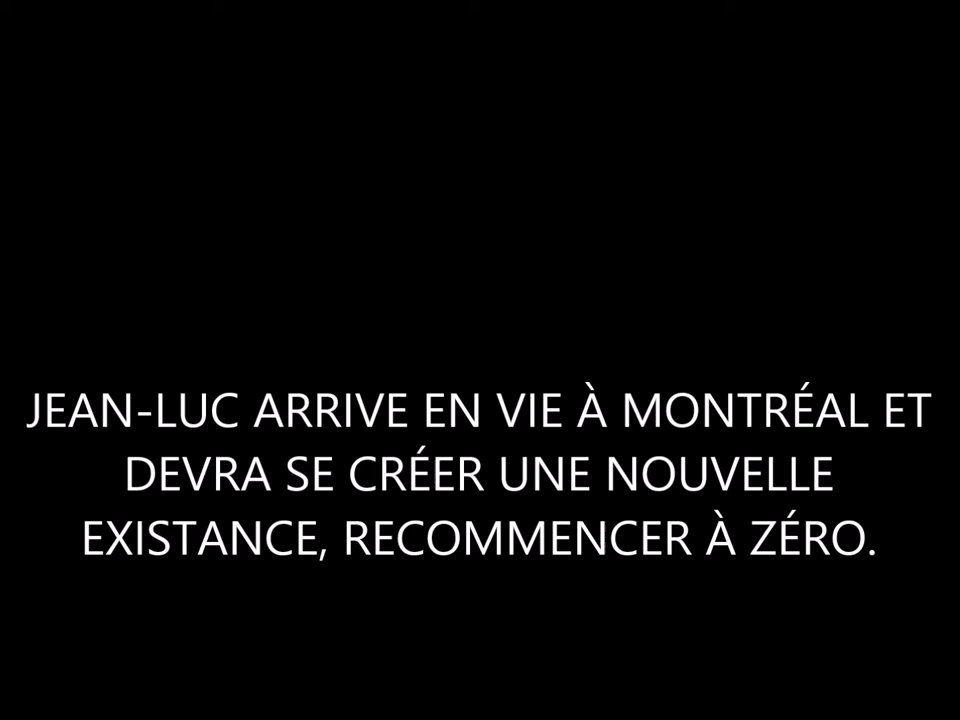 JEAN-LUC ARRIVE EN VIE À MONTRÉAL ET
DEVRA SE CRÉER UNE NOUVELLE
EXISTANCE, RECOMMENCER À ZÉRO.